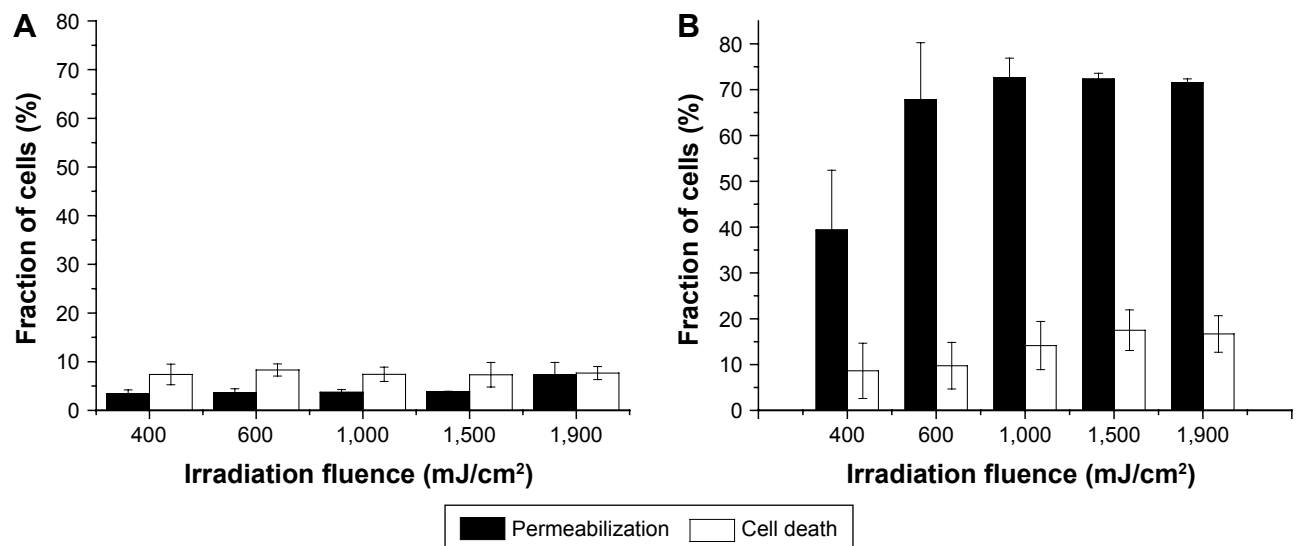 A
Fraction of cells (%)
80
70
60
50
40
30
20
10
0
400 600 1,000 1,500 1,900
Irradiation fluence (mJ/cm²)
B
Fraction of cells (%)
80
70
60
50
40
30
20
10
0
400 600 1,000 1,500 1,900
Irradiation fluence (mJ/cm²)
Permeabilization Cell death